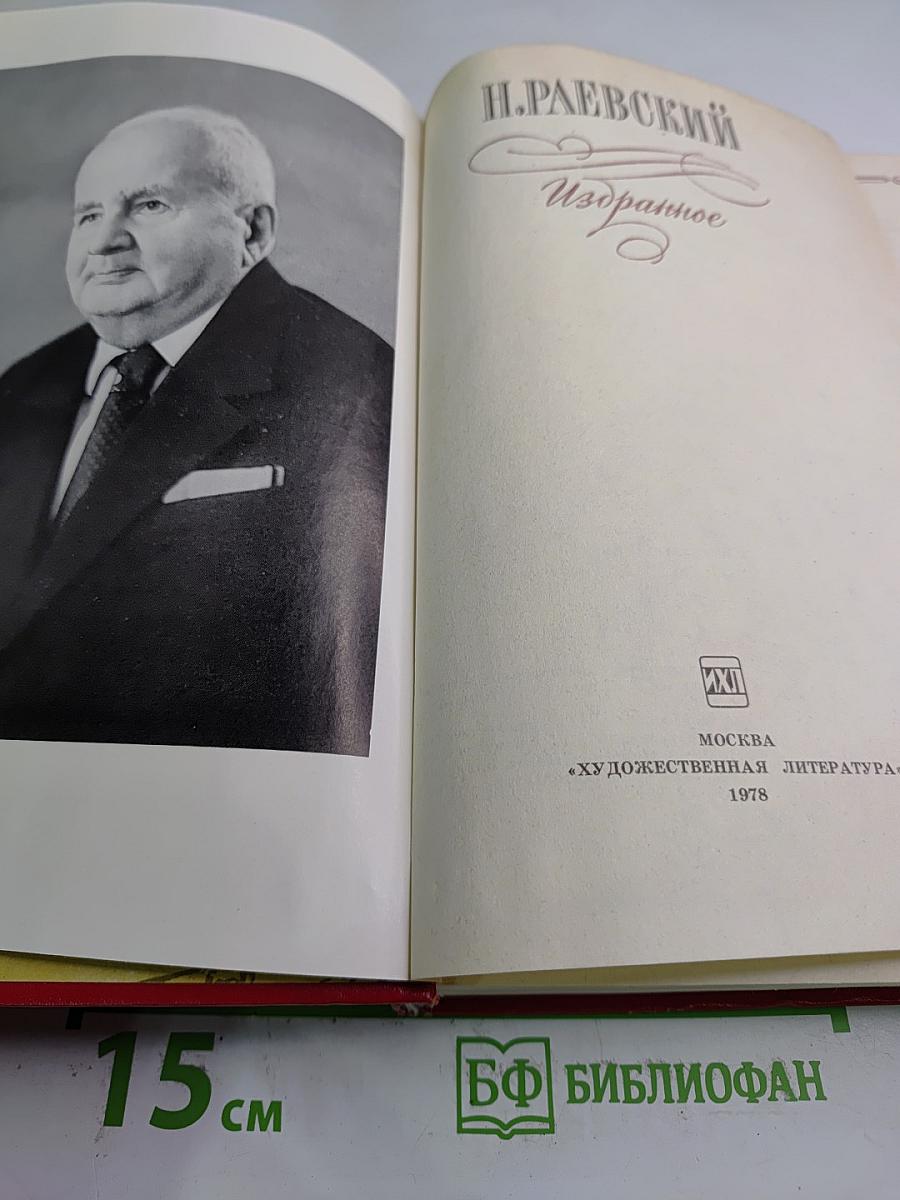 Н.РАЕВСКИЙ
Избранное
ИХЛ
МОСКВА
«ХУДОЖЕСТВЕННАЯ ЛИТЕРАТУРА»
1978
15 см
БФ БИБЛИОФАН